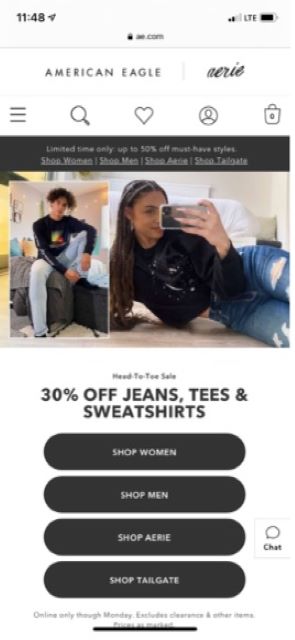 11:48 LTE
ae.com
AMERICAN EAGLE aerie
0
Limited time only: up to 50% off must-have styles.
Shop Women | Shop Men | Shop Aerie | Shop Tailgate
Head-To-Toe Sale
30% OFF JEANS, TEES &
SWEATSHIRTS
SHOP WOMEN
SHOP MEN
SHOP AERIE
Chat
SHOP TAILGATE
Online only though Monday. Excludes clearance & other items.
Prices as marked.